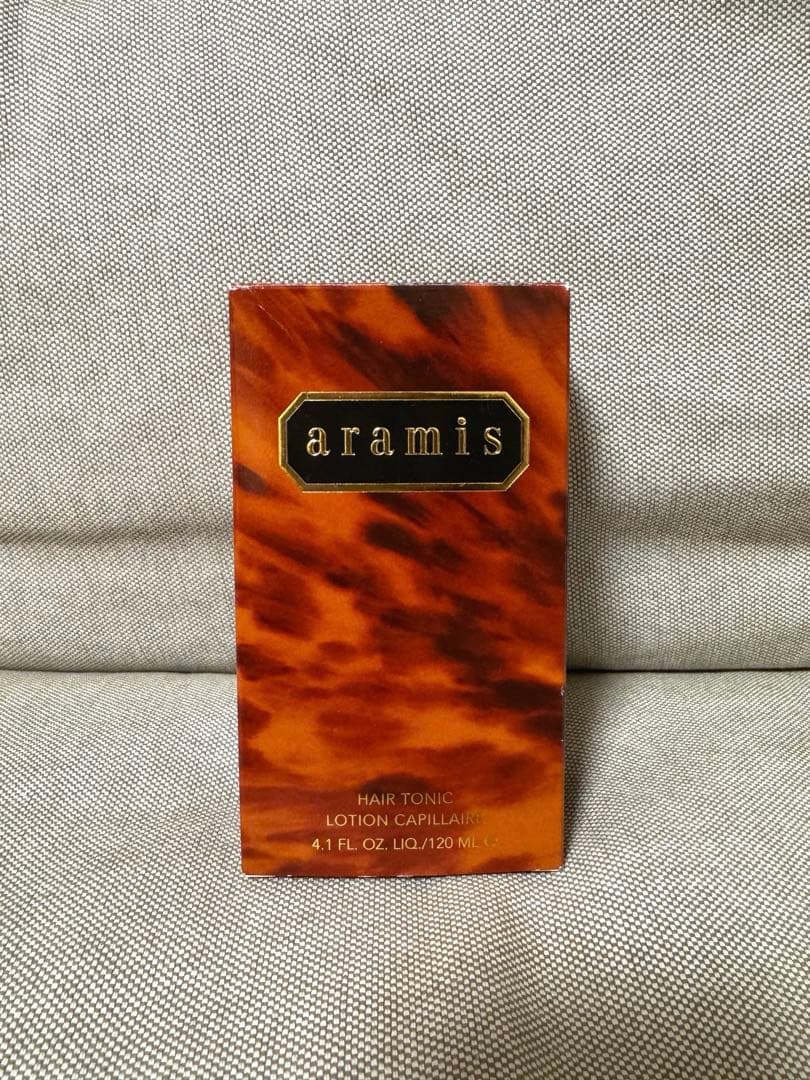 aramis
HAIR TONIC
LOTION CAPILLAIRE
4.1 FL. OZ. LIQ./120 ML ℮